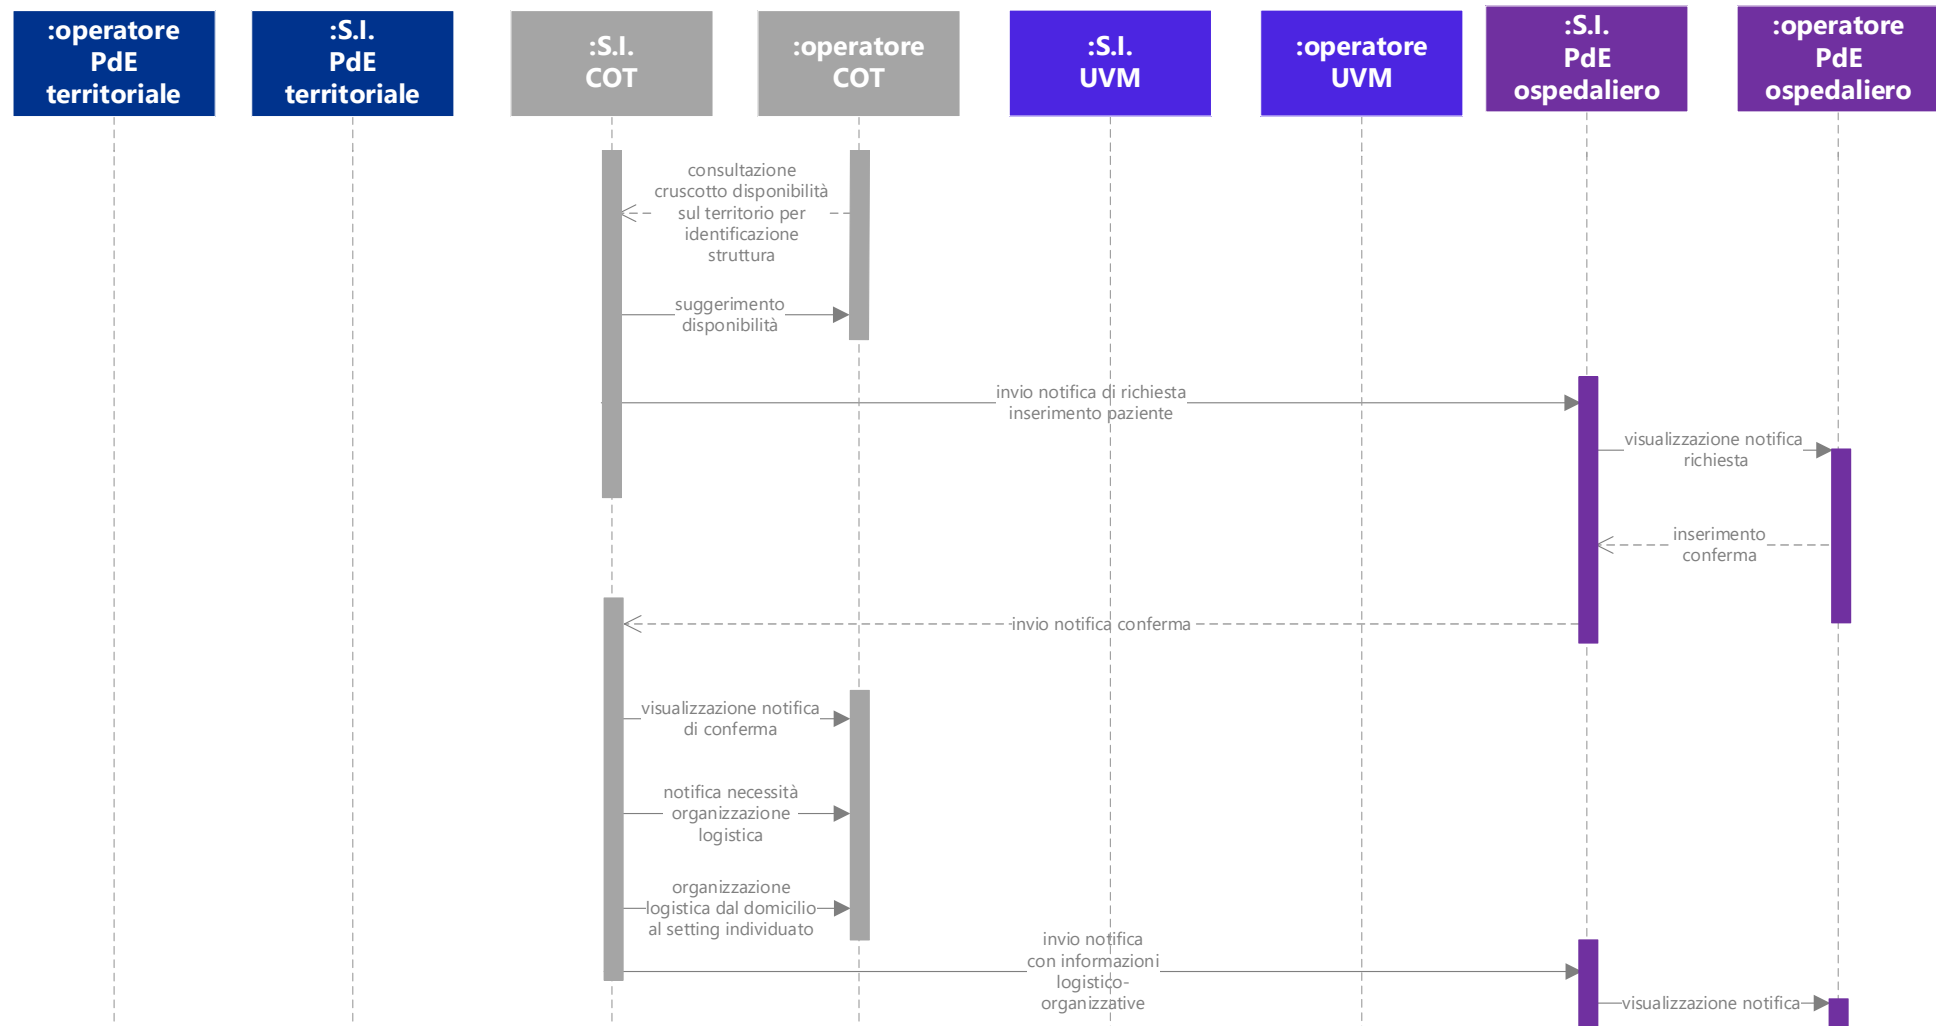 :operatore
PdE
territoriale
:S.I.
PdE
territoriale
:S.I.
COT
:operatore
COT
:S.I.
UVM
:operatore
UVM
:S.I.
PdE
ospedaliero
:operatore
PdE
ospedaliero
consultazione
cruscotto disponibilità
sul territorio per
identificazione
struttura
suggerimento
disponibilità
invio notifica di richiesta
inserimento paziente
visualizzazione notifica
richiesta
inserimento
conferma
invio notifica conferma
visualizzazione notifica
di conferma
notifica necessità
organizzazione
logistica
organizzazione
logistica dal domicilio
al setting individuato
invio notifica
con informazioni
logistico-
organizzative
visualizzazione notifica